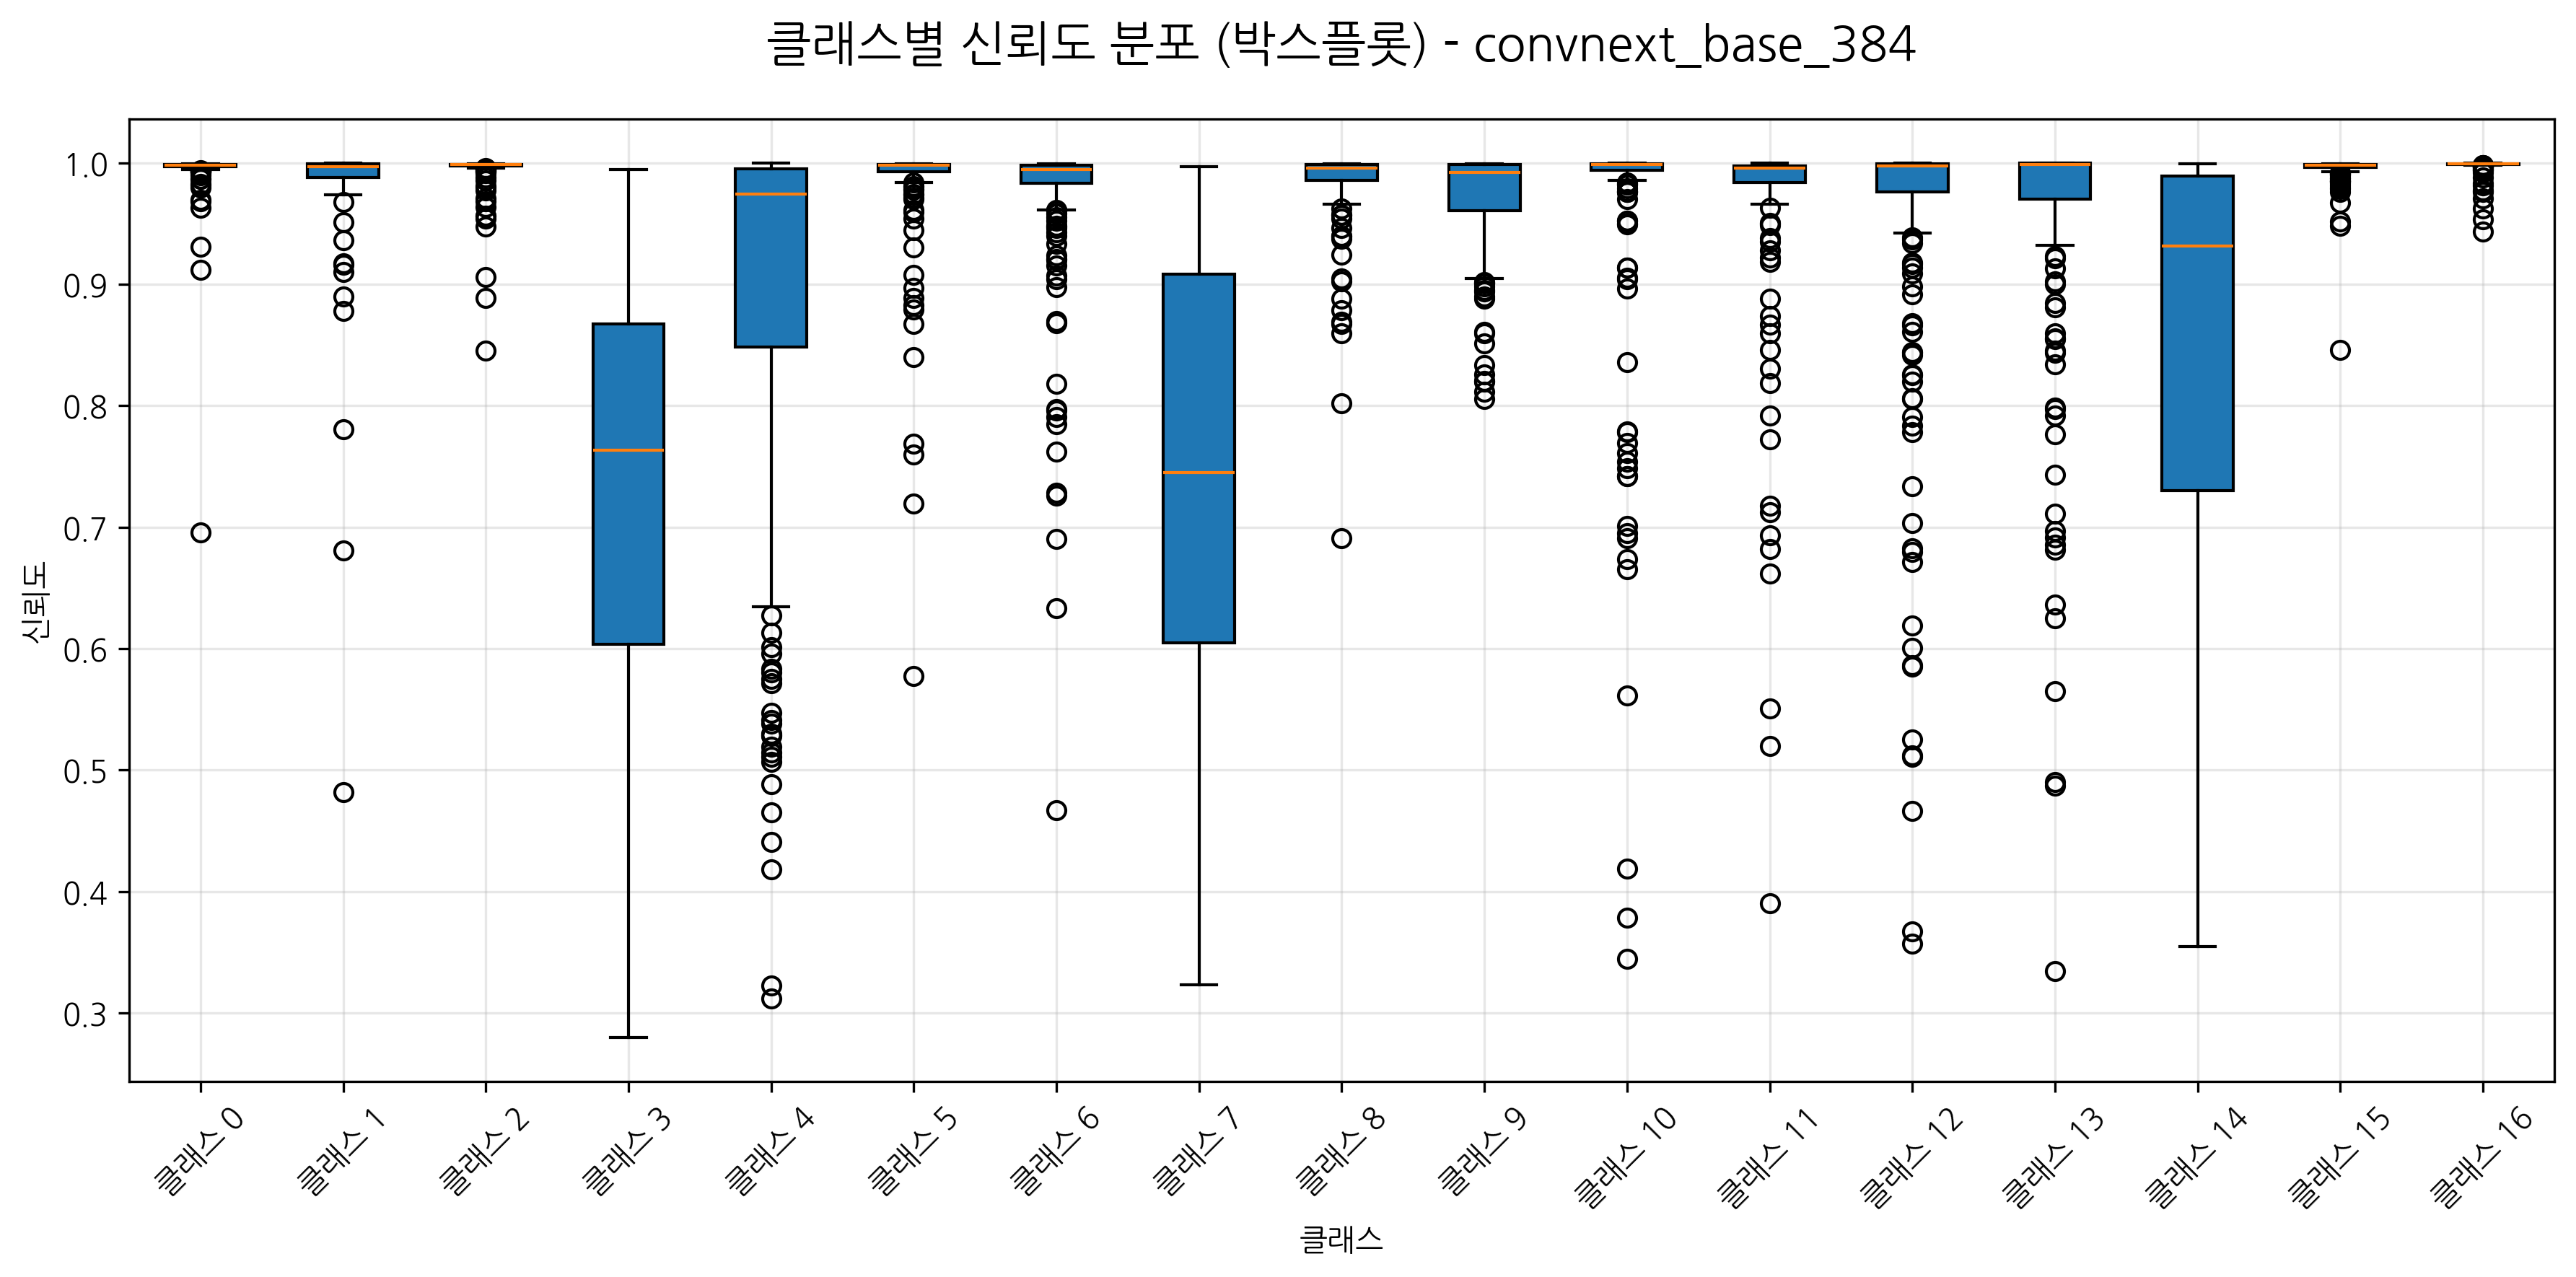 클래스별 신뢰도 분포 (박스플롯) - convnext_base_384
신뢰도
1.0
0.9
0.8
0.7
0.6
0.5
0.4
0.3
클래스 0
클래스 1
클래스 2
클래스 3
클래스 4
클래스 5
클래스 6
클래스 7
클래스 8
클래스 9
클래스 10
클래스 11
클래스 12
클래스 13
클래스 14
클래스 15
클래스 16
클래스